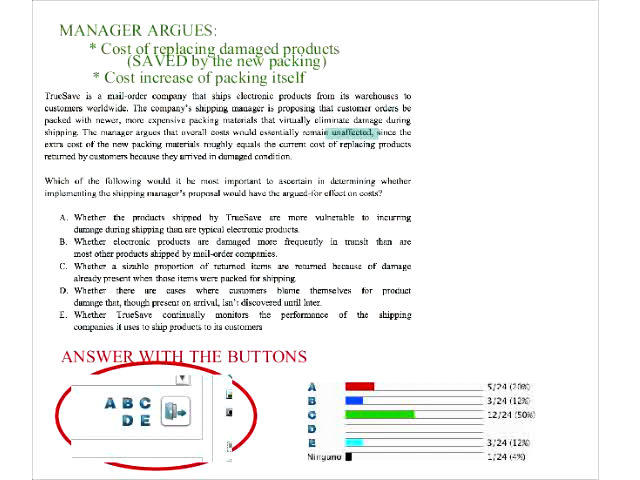 MANAGER ARGUES:
* Cost of replacing damaged products
(SAVED by the new packing)
* Cost increase of packing itself
TrueSave is a mail-order company that ships electronic products from its warehouses to
customers worldwide. The company's shipping manager is proposing that customer orders be
packed with newer, more expensive packing materials that virtually eliminate damage during
shipping. The manager argues that overall costs would essentially remain unaffected, since the
extra cost of the new packing materials roughly equals the current cost of replacing products
returned by customers because they arrived in damaged condition.
Which of the following would it be most important to ascertain in determining whether
implementing the shipping manager's proposal would have the argued-for effect on costs?
A. Whether the products shipped by TrueSave are more vulnerable to incurring
damage during shipping than are typical electronic products.
B. Whether electronic products are damaged more frequently in transit than are
most other products shipped by mail-order companies.
C. Whether a sizable proportion of returned items are returned because of damage
already present when those items were packed for shipping.
D. Whether there are cases where customers blame themselves for product
damage that, though present on arrival, isn't discovered until later.
E. Whether TrueSave continually monitors the performance of the shipping
companies it uses to ship products to its customers
ANSWER WITH THE BUTTONS
A B C
D E
A 5/24 (20%)
B 3/24 (12%)
C 12/24 (50%)
D
E 3/24 (12%)
Ninguno 1/24 (4%)